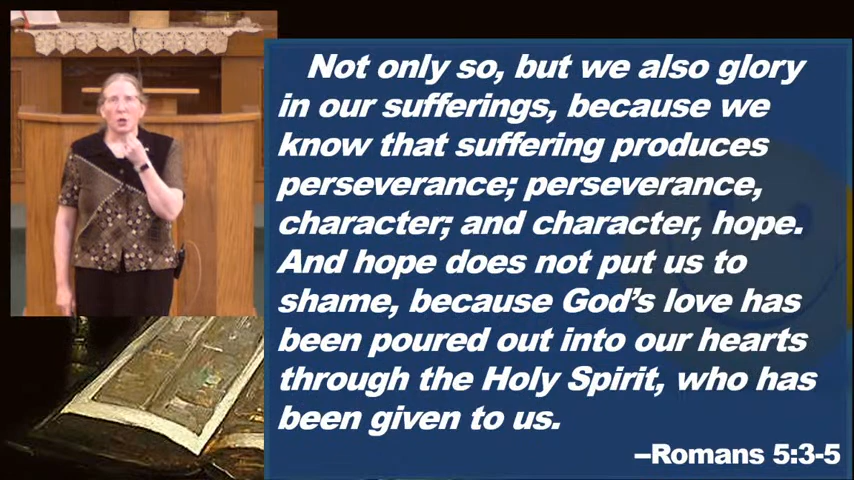 Not only so, but we also glory
in our sufferings, because we
know that suffering produces
perseverance; perseverance,
character; and character, hope.
And hope does not put us to
shame, because God's love has
been poured out into our hearts
through the Holy Spirit, who has
been given to us.
–Romans 5:3-5